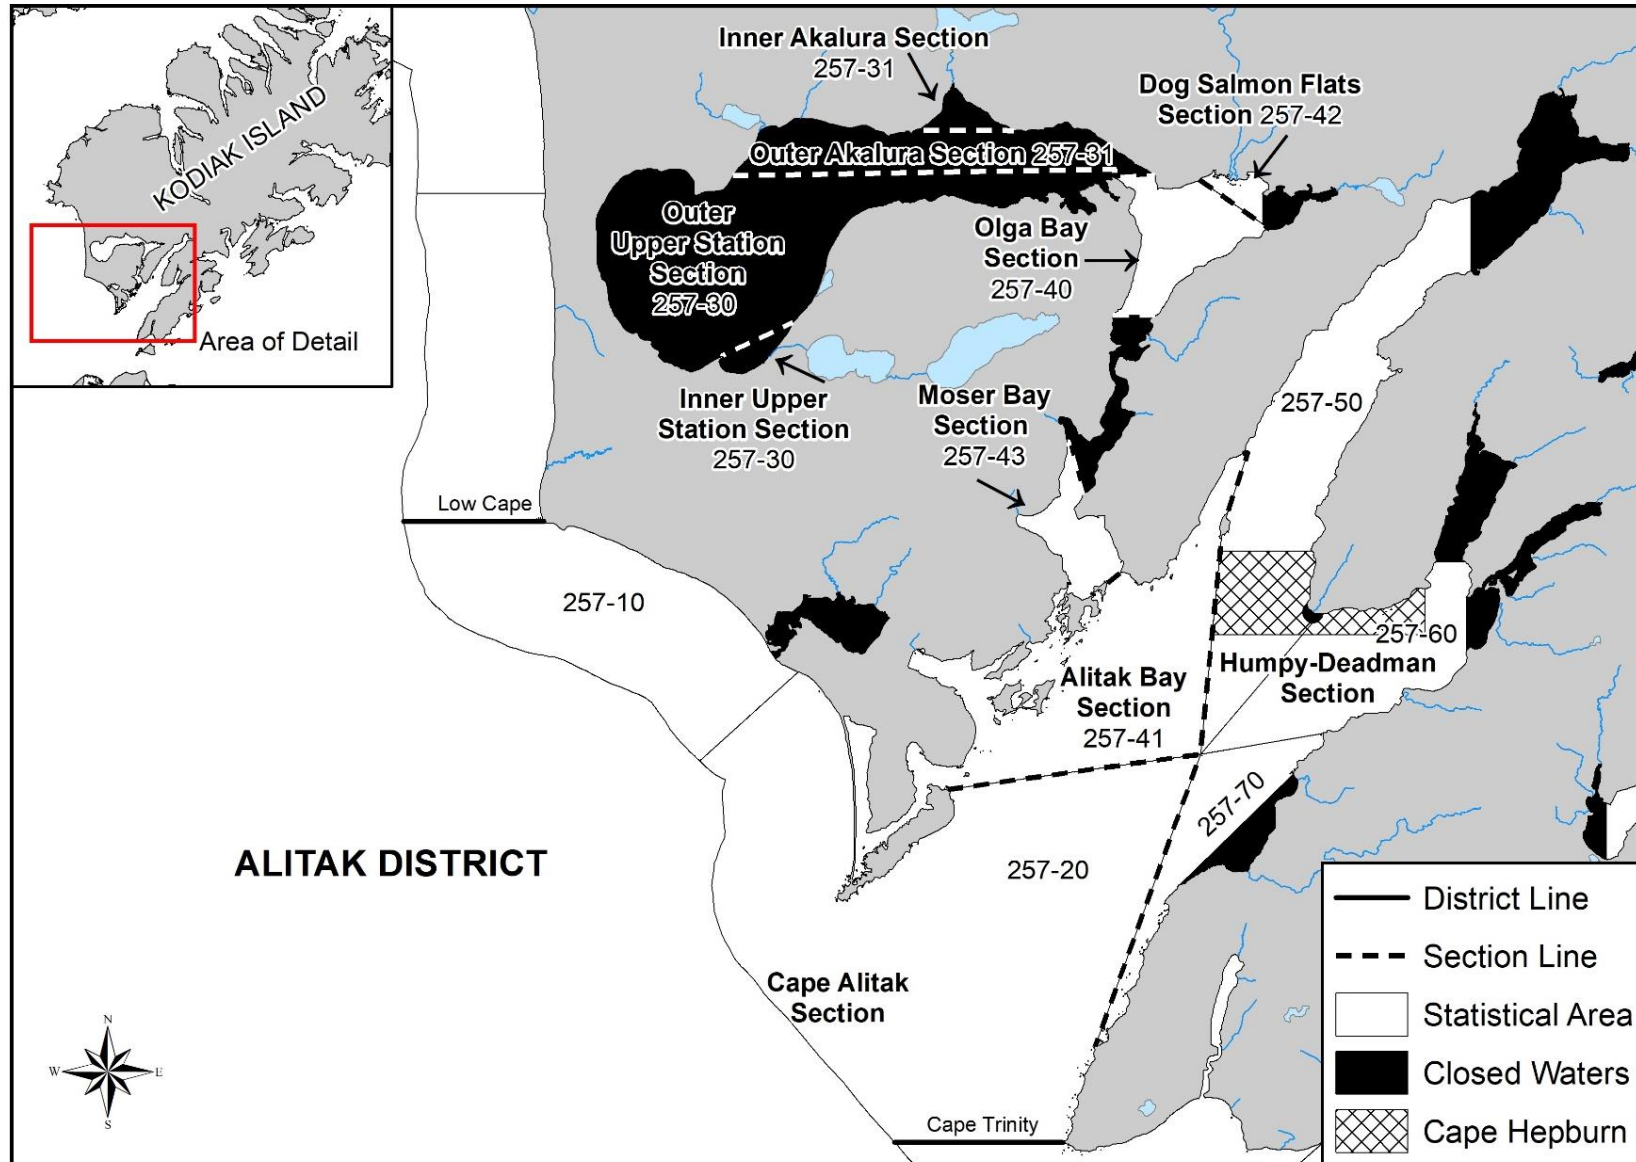 KODIAK ISLAND
Area of Detail
Inner Akalura Section
257-31
Dog Salmon Flats
Section 257-42
Outer Akalura Section 257-31
Outer
Upper Station
Section
257-30
Olga Bay
Section
257-40
Inner Upper
Station Section
257-30
Moser Bay
Section
257-43
257-50
Low Cape
257-10
257-60
Humpy-Deadman
Section
Alitak Bay
Section
257-41
257-70
257-20
ALITAK DISTRICT
Cape Alitak
Section
Cape Trinity
N
W
E
S
District Line
Section Line
Statistical Area
Closed Waters
Cape Hepburn